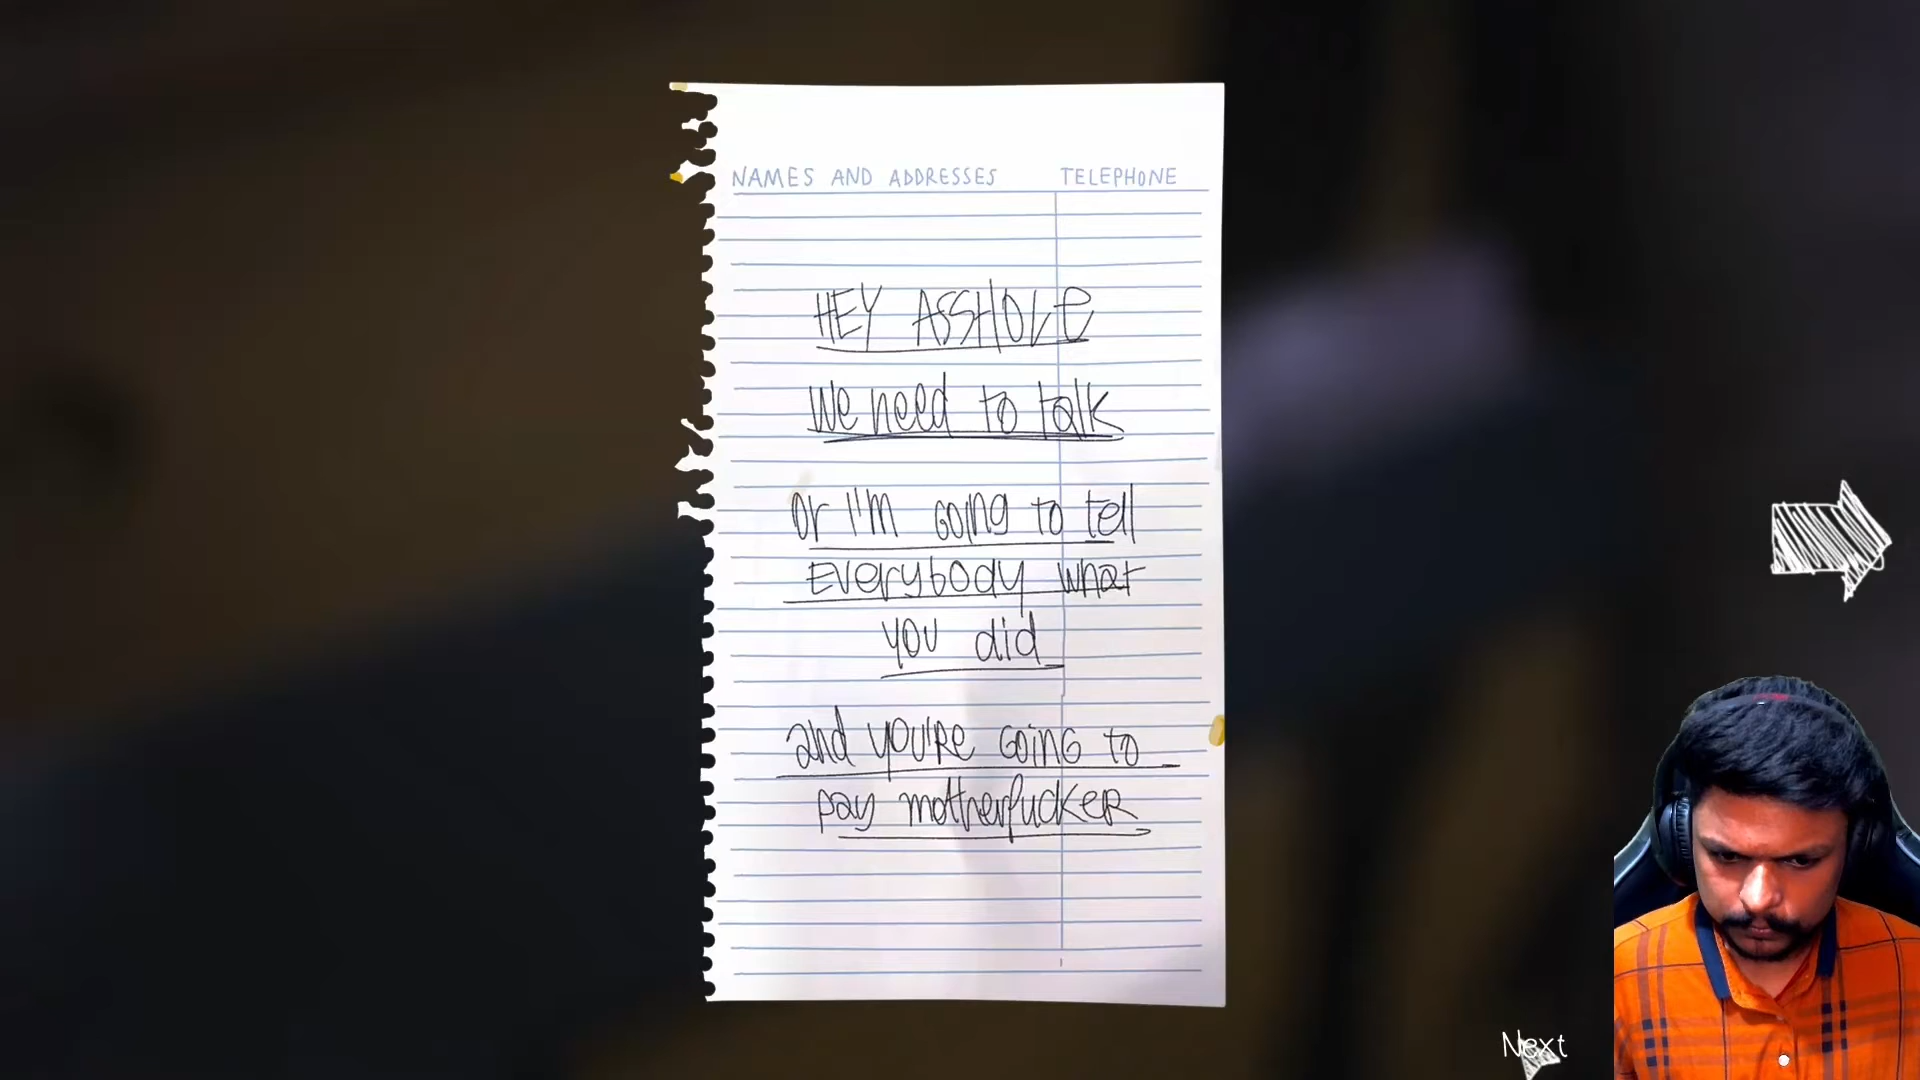 NAMES AND ADDRESSES TELEPHONE
HEY ASSHOLE
We need to talk
Or I'm GOING to tell
EVerybody what
you did
and you're GOING to
pay motherfucker
Next